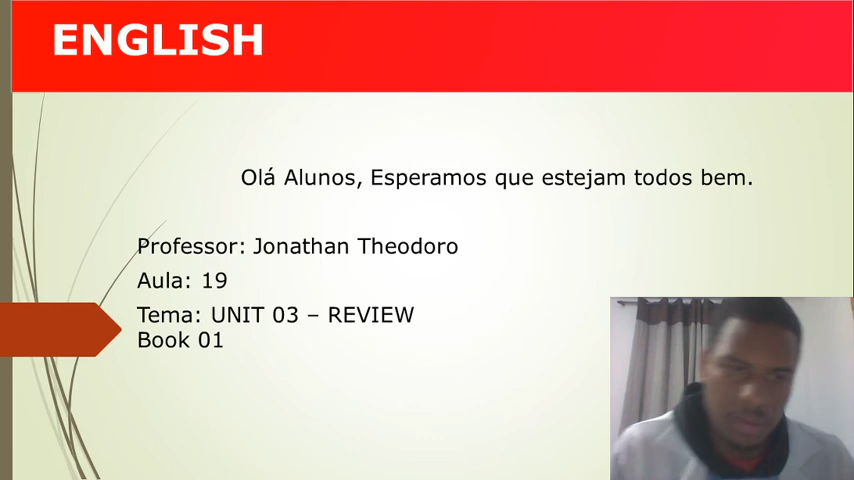 ENGLISH
Olá Alunos, Esperamos que estejam todos bem.
Professor: Jonathan Theodoro
Aula: 19
Tema: UNIT 03 – REVIEW
Book 01